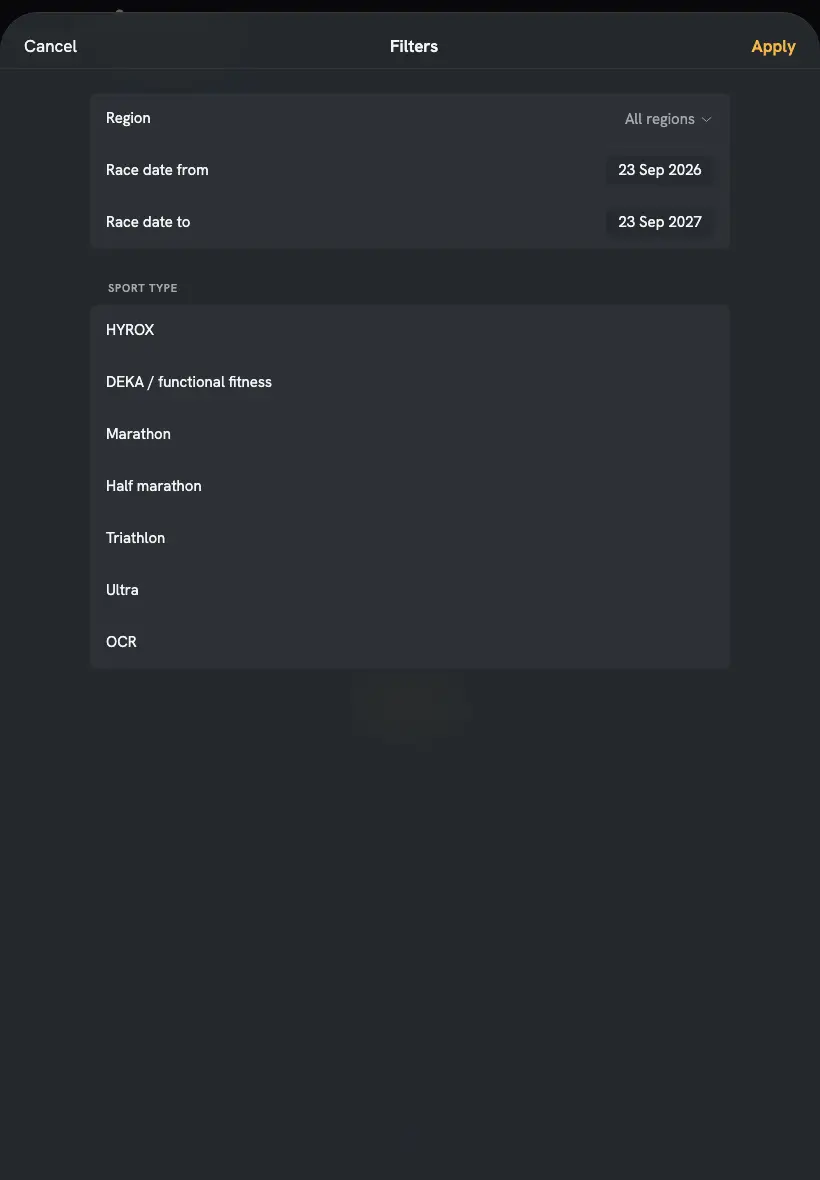 Cancel Filters Apply
Region All regions
Race date from 23 Sep 2026
Race date to 23 Sep 2027
SPORT TYPE
HYROX
DEKA / functional fitness
Marathon
Half marathon
Triathlon
Ultra
OCR